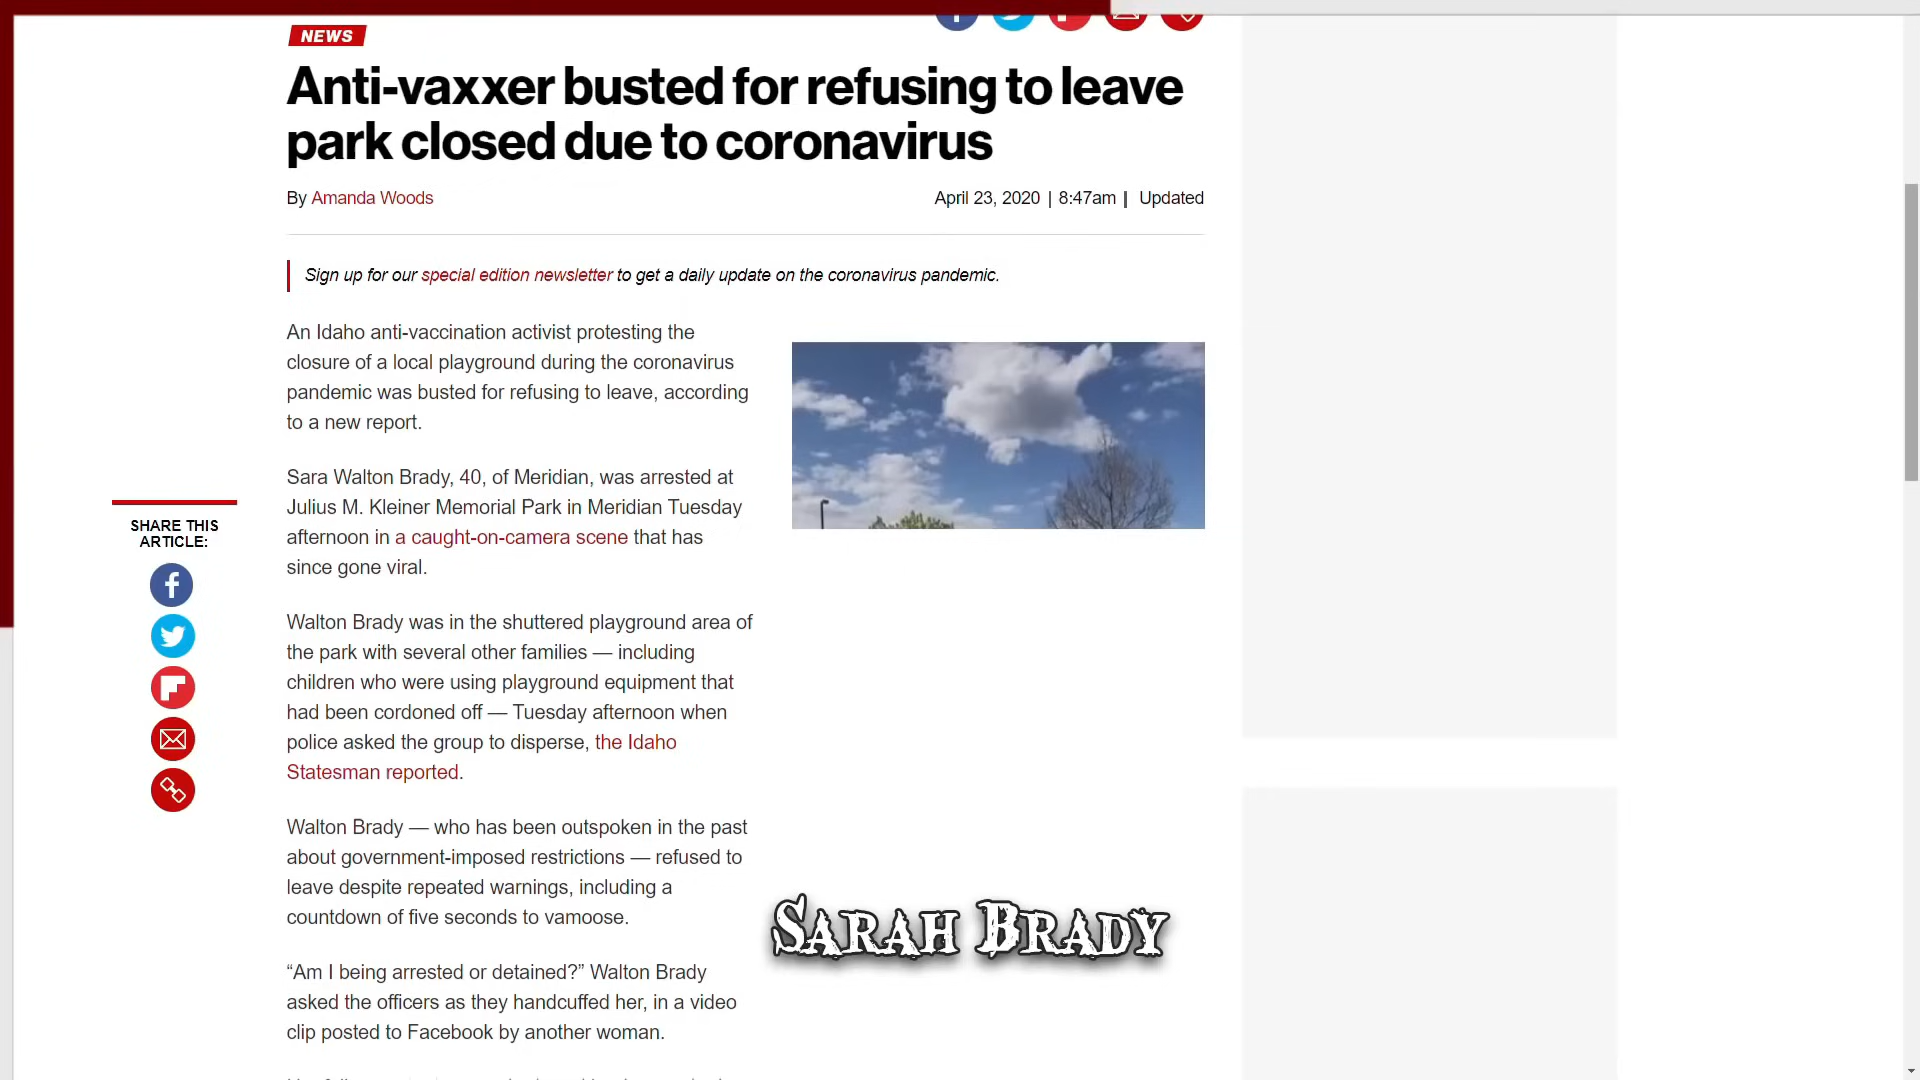 NEWS
Anti-vaxxer busted for refusing to leave
park closed due to coronavirus
By Amanda Woods
April 23, 2020 | 8:47am | Updated
Sign up for our special edition newsletter to get a daily update on the coronavirus pandemic.
An Idaho anti-vaccination activist protesting the
closure of a local playground during the coronavirus
pandemic was busted for refusing to leave, according
to a new report.
Sara Walton Brady, 40, of Meridian, was arrested at
Julius M. Kleiner Memorial Park in Meridian Tuesday
afternoon in a caught-on-camera scene that has
since gone viral.
SHARE THIS
ARTICLE:
Walton Brady was in the shuttered playground area of
the park with several other families — including
children who were using playground equipment that
had been cordoned off — Tuesday afternoon when
police asked the group to disperse, the Idaho
Statesman reported.
Walton Brady — who has been outspoken in the past
about government-imposed restrictions — refused to
leave despite repeated warnings, including a
countdown of five seconds to vamoose.
Sarah Brady
“Am I being arrested or detained?” Walton Brady
asked the officers as they handcuffed her, in a video
clip posted to Facebook by another woman.